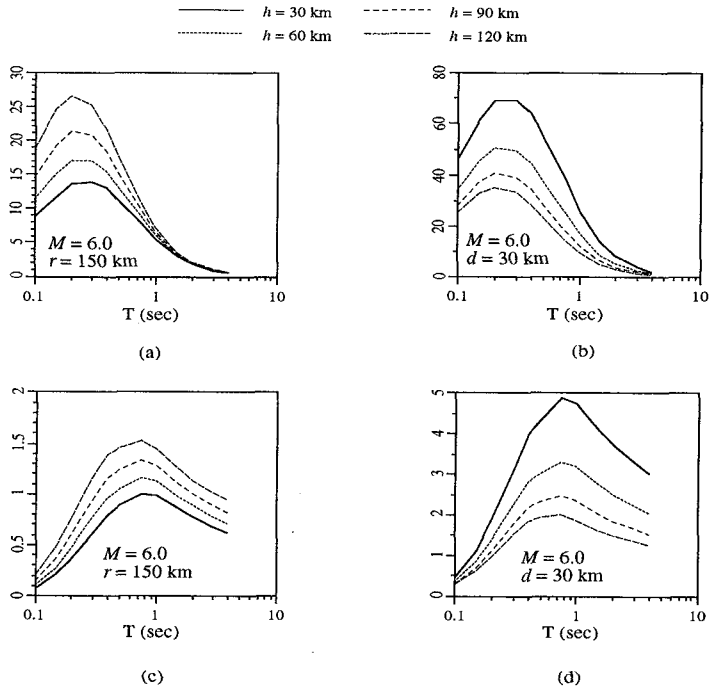 h = 30 km
h = 90 km
h = 60 km
h = 120 km
0 5 10 15 20 25 30
M = 6.0
r = 150 km
0.1 1 10
T (sec)
(a)
0 20 40 60 80
M = 6.0
d = 30 km
0.1 1 10
T (sec)
(b)
0 0.5 1 1.5 2
M = 6.0
r = 150 km
0.1 1 10
T (sec)
(c)
0 1 2 3 4 5
M = 6.0
d = 30 km
0.1 1 10
T (sec)
(d)